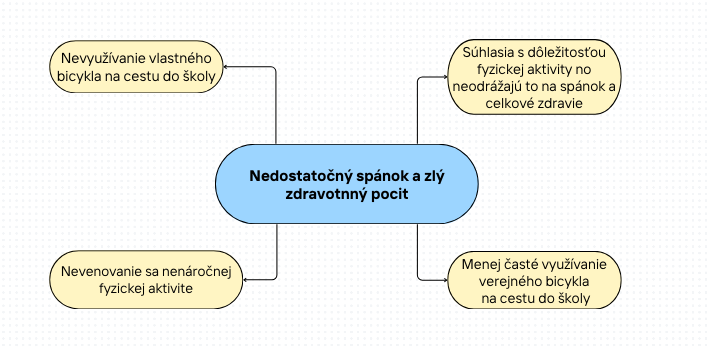 Nevyužívanie vlastného
bicykla na cestu do školy
Súhlasia s dôležitosťou
fyzickej aktivity no
neodrážajú to na spánok a
celkové zdravie
Nedostatočný spánok a zlý
zdravotnný pocit
Nevenovanie sa nenáročnej
fyzickej aktivite
Menej časté využívanie
verejného bicykla
na cestu do školy